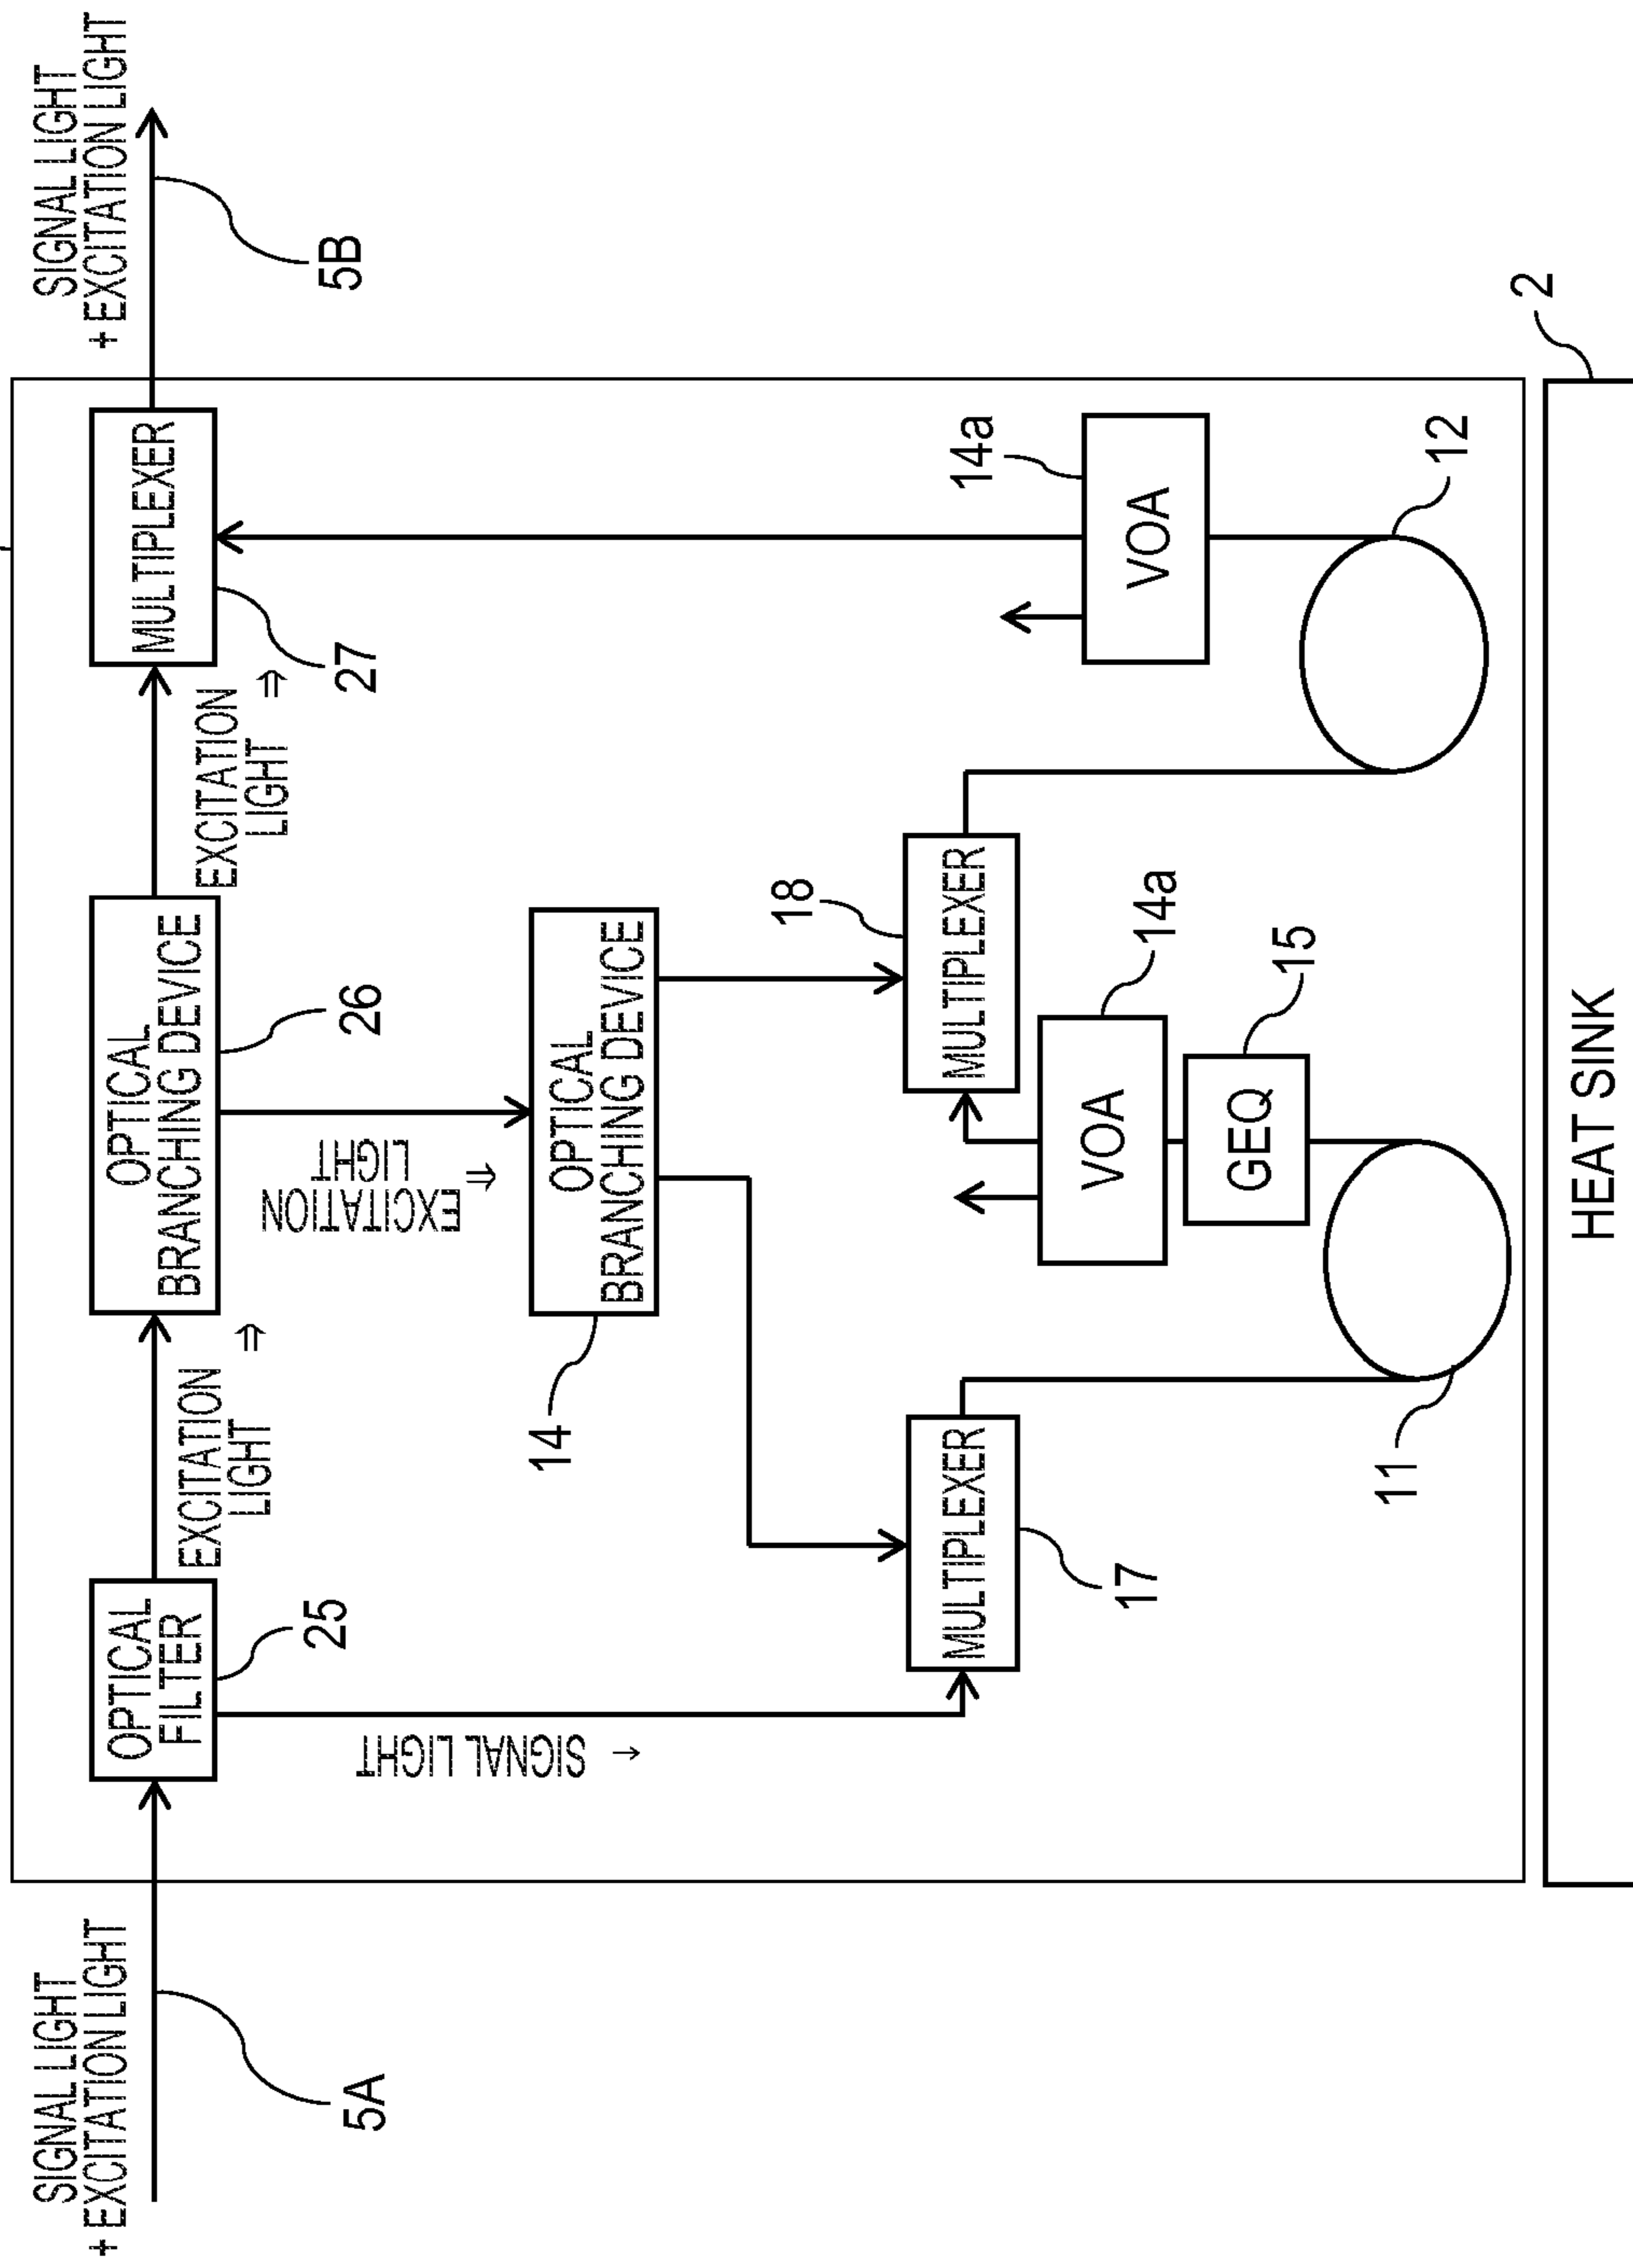 SIGNAL LIGHT
+ EXCITATION LIGHT
5A
OPTICAL
FILTER
25
EXCITATION
LIGHT
⇒
OPTICAL
BRANCHING DEVICE
26
EXCITATION
LIGHT
⇒
MULTIPLEXER
27
SIGNAL LIGHT
+ EXCITATION LIGHT
5B
← SIGNAL LIGHT
EXCITATION
LIGHT
⇒
OPTICAL
BRANCHING DEVICE
14
MULTIPLEXER
17
MULTIPLEXER
18
VOA
14a
GEQ
15
VOA
14a
11
12
HEAT SINK
2